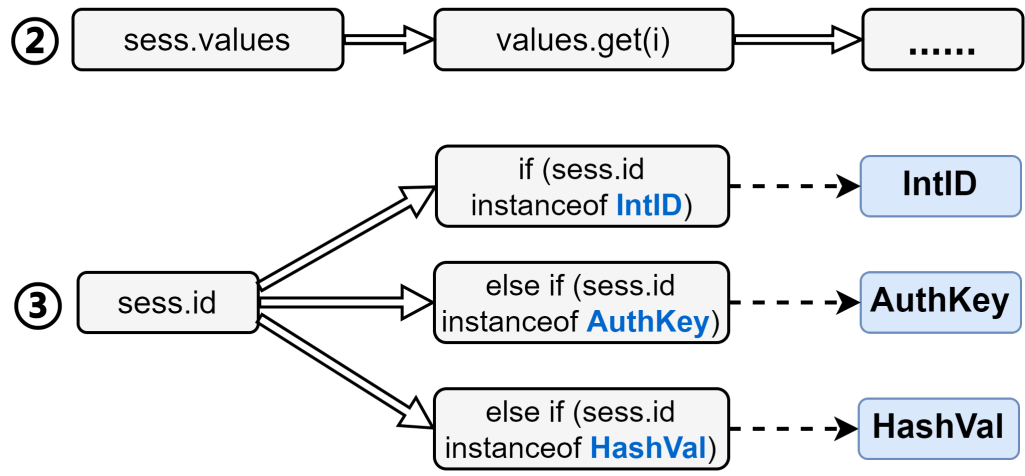 ② sess.values values.get(i) ......
if (sess.id
instanceof IntID)
IntID
③ sess.id
else if (sess.id
instanceof AuthKey)
AuthKey
else if (sess.id
instanceof HashVal)
HashVal